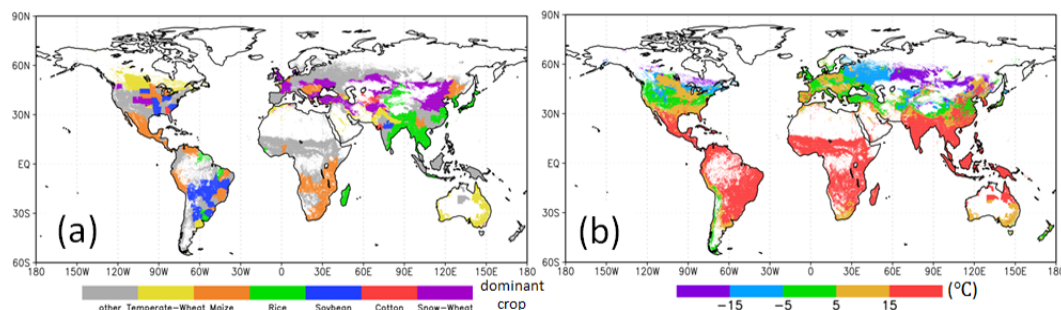 90N
60N
30N
EQ
30S
60S
(a)
180 150W 120W 90W 60W 30W 0 30E 60E 90E 120E 150E 180
other Temperate-Wheat Maize Rice Soybean Cotton Snow-Wheat
dominant
crop
90N
60N
30N
EQ
30S
60S
(b)
180 150W 120W 90W 60W 30W 0 30E 60E 90E 120E 150E 180
-15 -5 5 15 (°C)